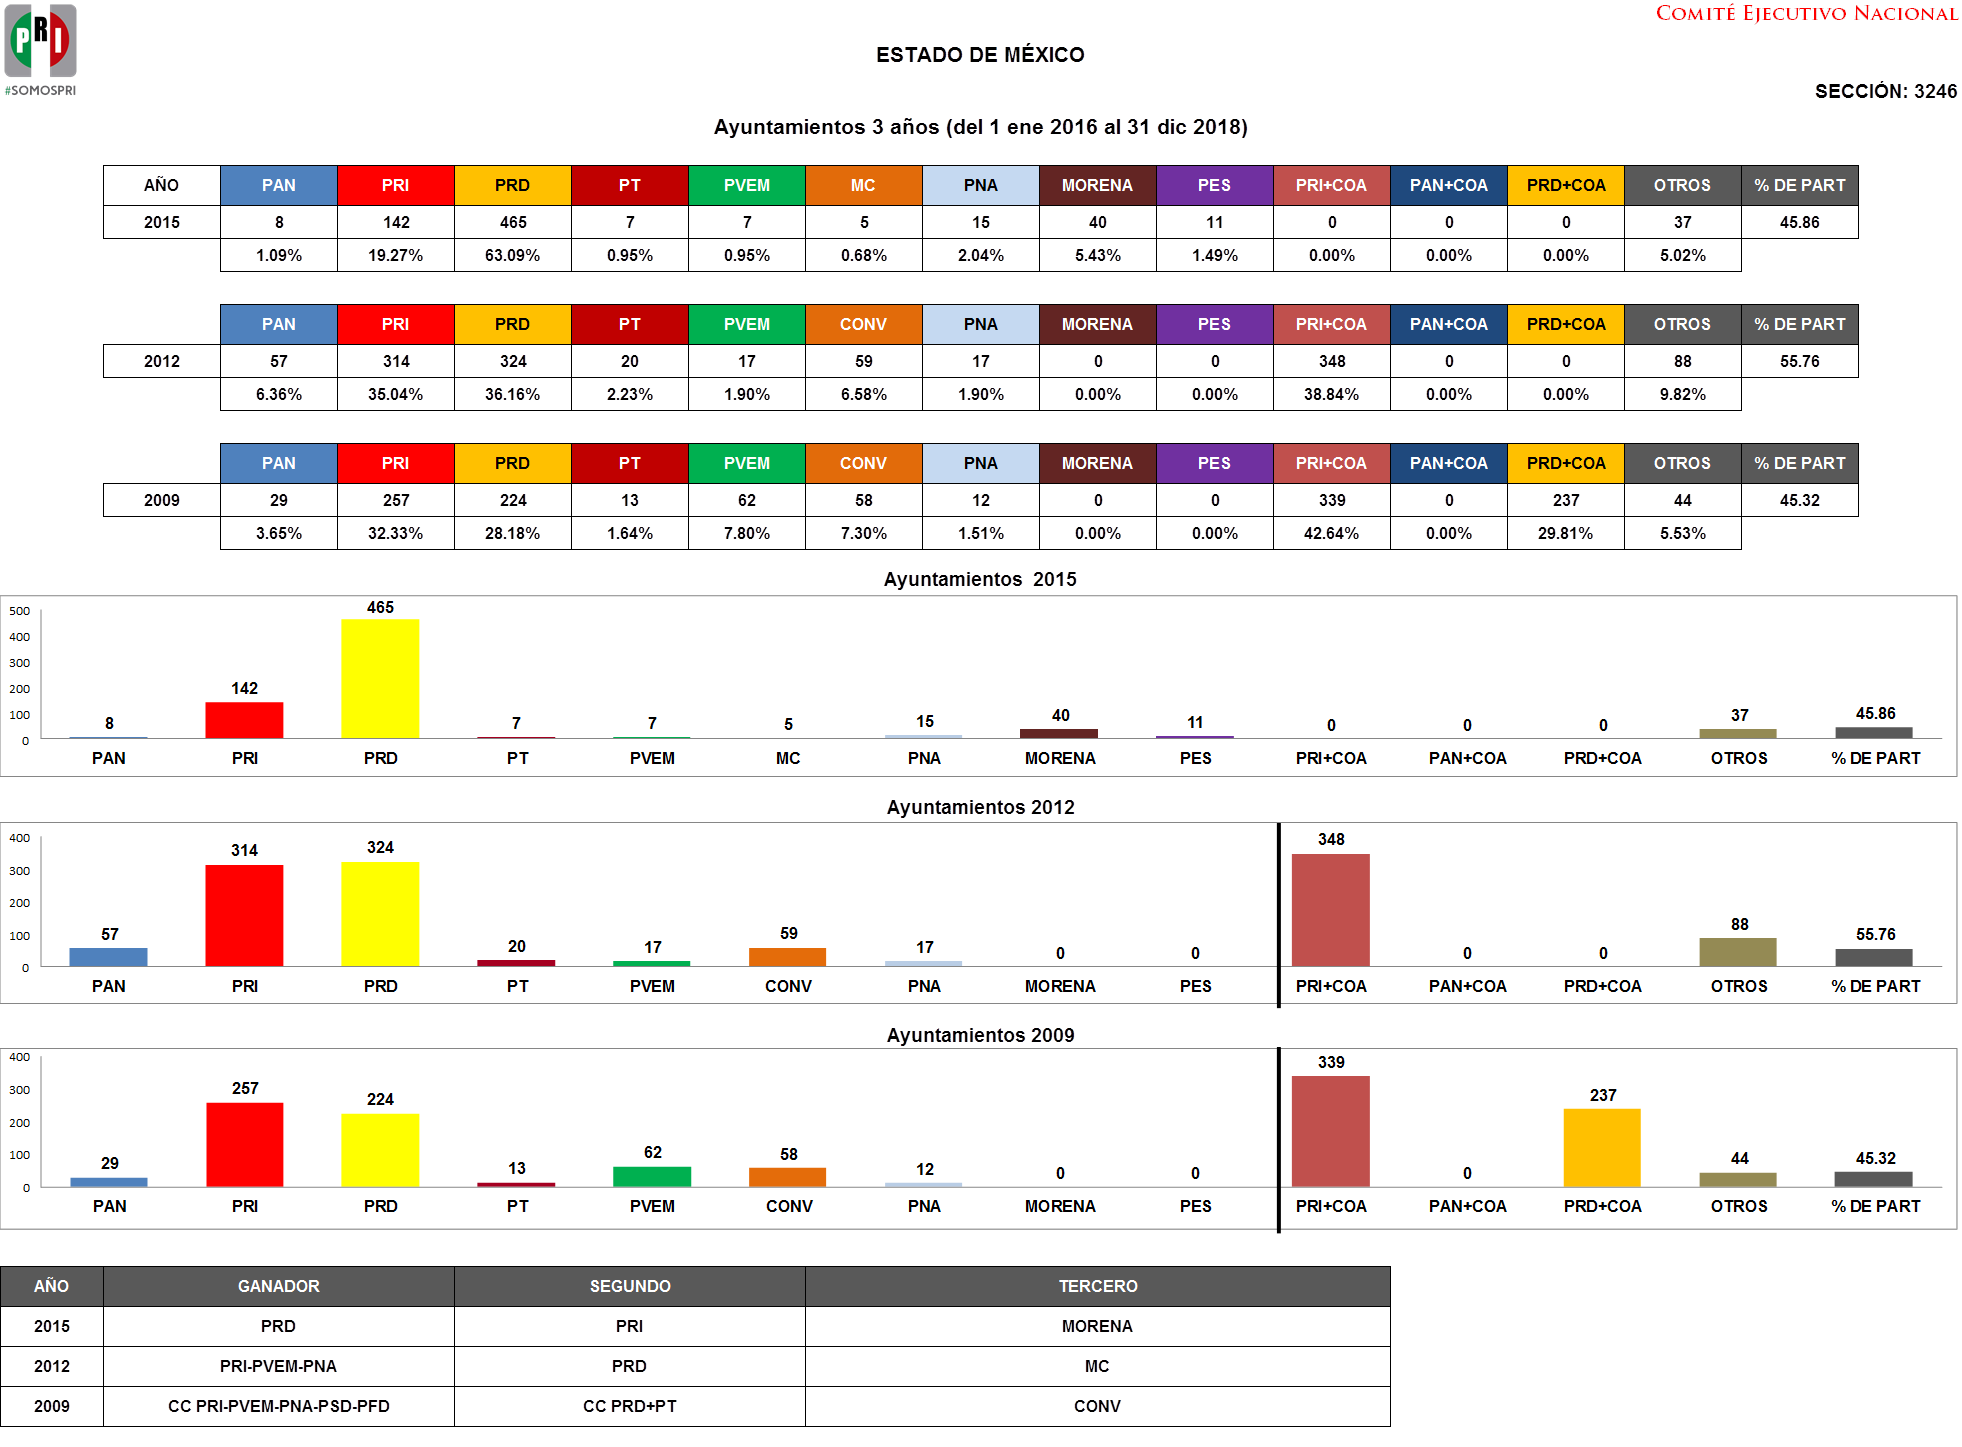 PRI
#SOMOSPRI
COMITÉ EJECUTIVO NACIONAL
ESTADO DE MÉXICO
SECCIÓN: 3246
Ayuntamientos 3 años (del 1 ene 2016 al 31 dic 2018)
AÑO PAN PRI PRD PT PVEM MC PNA MORENA PES PRI+COA PAN+COA PRD+COA OTROS % DE PART
2015 8 142 465 7 7 5 15 40 11 0 0 0 37 45.86
1.09% 19.27% 63.09% 0.95% 0.95% 0.68% 2.04% 5.43% 1.49% 0.00% 0.00% 0.00% 5.02%
PAN PRI PRD PT PVEM CONV PNA MORENA PES PRI+COA PAN+COA PRD+COA OTROS % DE PART
2012 57 314 324 20 17 59 17 0 0 348 0 0 88 55.76
6.36% 35.04% 36.16% 2.23% 1.90% 6.58% 1.90% 0.00% 0.00% 38.84% 0.00% 0.00% 9.82%
PAN PRI PRD PT PVEM CONV PNA MORENA PES PRI+COA PAN+COA PRD+COA OTROS % DE PART
2009 29 257 224 13 62 58 12 0 0 339 0 237 44 45.32
3.65% 32.33% 28.18% 1.64% 7.80% 7.30% 1.51% 0.00% 0.00% 42.64% 0.00% 29.81% 5.53%
Ayuntamientos 2015
500
400
300
200
100
0
8 142 465 7 7 5 15 40 11 0 0 0 37 45.86
PAN PRI PRD PT PVEM MC PNA MORENA PES PRI+COA PAN+COA PRD+COA OTROS % DE PART
Ayuntamientos 2012
400
300
200
100
0
57 314 324 20 17 59 17 0 0 348 0 0 88 55.76
PAN PRI PRD PT PVEM CONV PNA MORENA PES PRI+COA PAN+COA PRD+COA OTROS % DE PART
Ayuntamientos 2009
400
300
200
100
0
29 257 224 13 62 58 12 0 0 339 0 237 44 45.32
PAN PRI PRD PT PVEM CONV PNA MORENA PES PRI+COA PAN+COA PRD+COA OTROS % DE PART
AÑO GANADOR SEGUNDO TERCERO
2015 PRD PRI MORENA
2012 PRI-PVEM-PNA PRD MC
2009 CC PRI-PVEM-PNA-PSD-PFD CC PRD+PT CONV